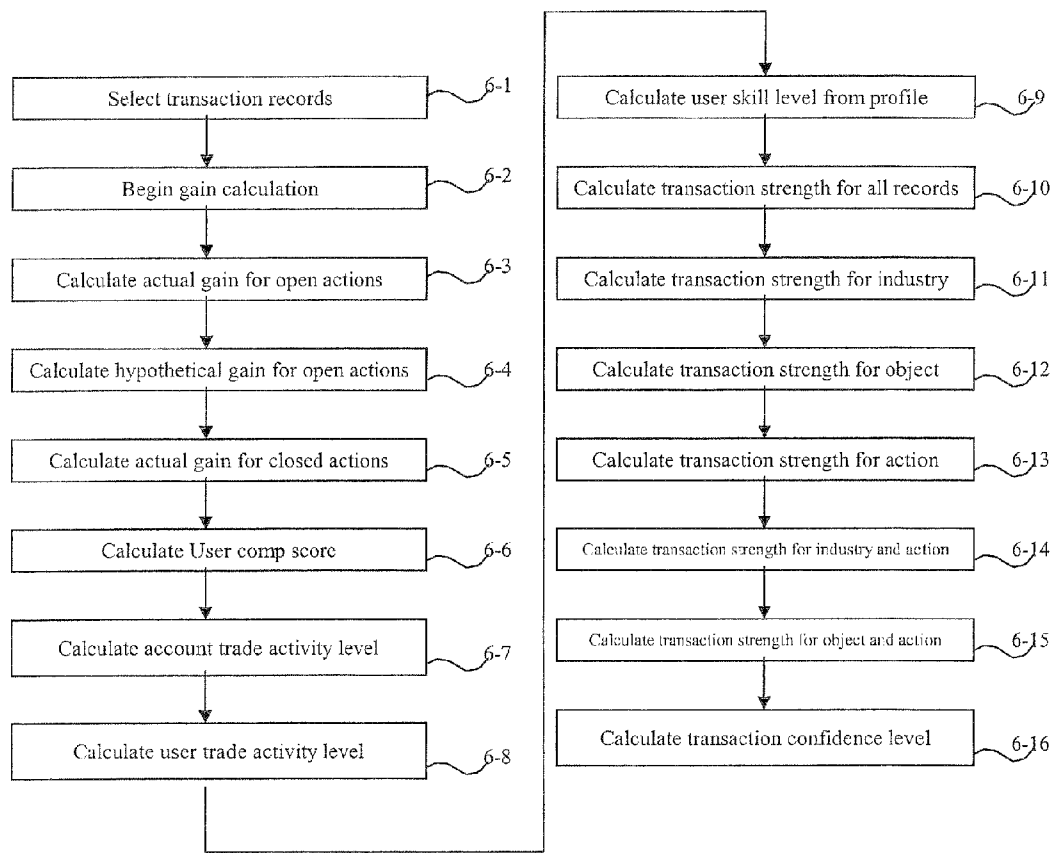 Select transaction records
6-1
Begin gain calculation
6-2
Calculate actual gain for open actions
6-3
Calculate hypothetical gain for open actions
6-4
Calculate actual gain for closed actions
6-5
Calculate User comp score
6-6
Calculate account trade activity level
6-7
Calculate user trade activity level
6-8
Calculate user skill level from profile
6-9
Calculate transaction strength for all records
6-10
Calculate transaction strength for industry
6-11
Calculate transaction strength for object
6-12
Calculate transaction strength for action
6-13
Calculate transaction strength for industry and action
6-14
Calculate transaction strength for object and action
6-15
Calculate transaction confidence level
6-16